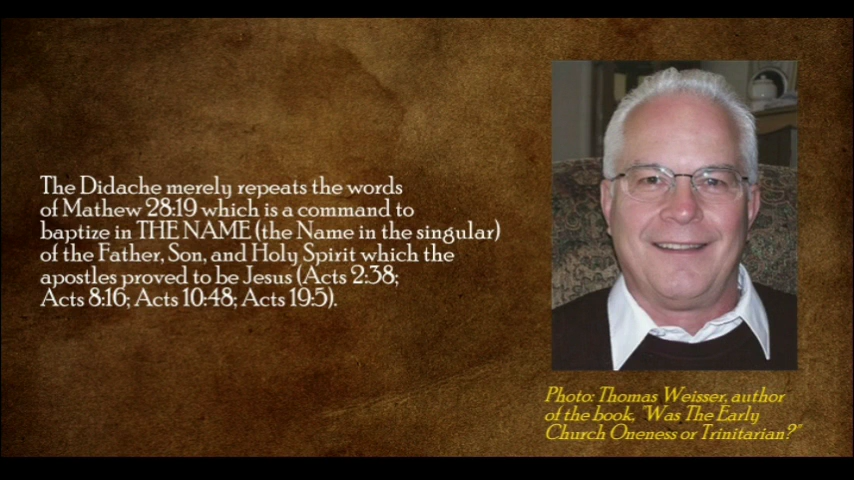 The Didache merely repeats the words
of Mathew 28:19 which is a command to
baptize in THE NAME (the Name in the singular)
of the Father, Son, and Holy Spirit which the
apostles proved to be Jesus (Acts 2:38;
Acts 8:16; Acts 10:48; Acts 19:5).
Photo: Thomas Weisser, author
of the book, "Was The Early
Church Oneness or Trinitarian?"